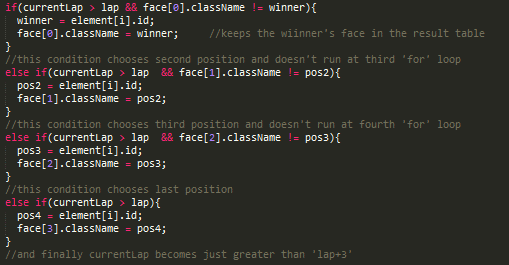 if(currentLap > lap && face[0].className != winner){
winner = element[i].id;
face[0].className = winner;     //keeps the wiinner's face in the result table
}
//this condition chooses second position and doesn't run at third 'for' loop
else if(currentLap > lap  && face[1].className != pos2){
pos2 = element[i].id;
face[1].className = pos2;
}
//this condition chooses third position and doesn't run at fourth 'for' loop
else if(currentLap > lap  && face[2].className != pos3){
pos3 = element[i].id;
face[2].className = pos3;
}
//this condition chooses last position
else if(currentLap > lap){
pos4 = element[i].id;
face[3].className = pos4;
}
//and finally currentLap becomes just greater than 'lap+3'